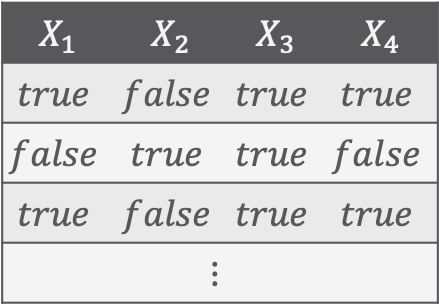 X₁ X₂ X₃ X₄
true false true true
false true true false
true false true true
⋮